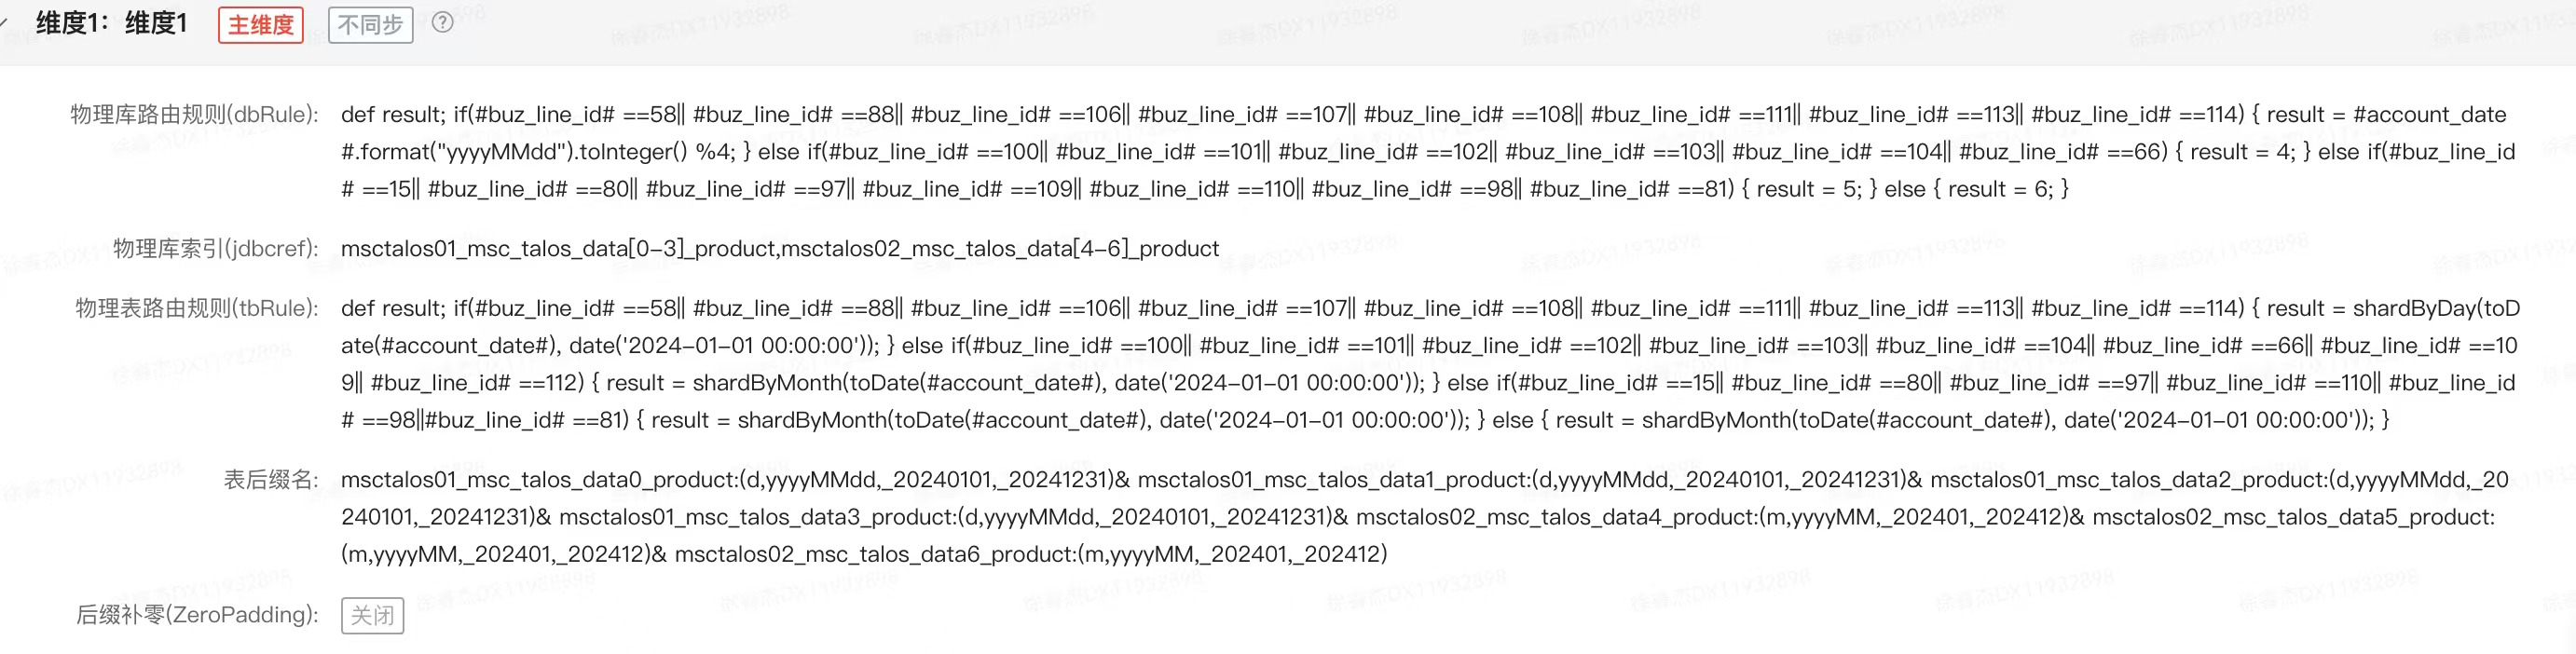 维度1：维度1 主维度 不同步 ?
物理库路由规则(dbRule): def result; if(#buz_line_id# ==58|| #buz_line_id# ==88|| #buz_line_id# ==106|| #buz_line_id# ==107|| #buz_line_id# ==108|| #buz_line_id# ==111|| #buz_line_id# ==113|| #buz_line_id# ==114) { result = #account_date
#.format("yyyyMMdd").toInteger() %4; } else if(#buz_line_id# ==100|| #buz_line_id# ==101|| #buz_line_id# ==102|| #buz_line_id# ==103|| #buz_line_id# ==104|| #buz_line_id# ==66) { result = 4; } else if(#buz_line_id
# ==15|| #buz_line_id# ==80|| #buz_line_id# ==97|| #buz_line_id# ==109|| #buz_line_id# ==110|| #buz_line_id# ==98|| #buz_line_id# ==81) { result = 5; } else { result = 6; }
物理库索引(jdbcref): msctalos01_msc_talos_data[0-3]_product,msctalos02_msc_talos_data[4-6]_product
物理表路由规则(tbRule): def result; if(#buz_line_id# ==58|| #buz_line_id# ==88|| #buz_line_id# ==106|| #buz_line_id# ==107|| #buz_line_id# ==108|| #buz_line_id# ==111|| #buz_line_id# ==113|| #buz_line_id# ==114) { result = shardByDay(toD
ate(#account_date#), date('2024-01-01 00:00:00')); } else if(#buz_line_id# ==100|| #buz_line_id# ==101|| #buz_line_id# ==102|| #buz_line_id# ==103|| #buz_line_id# ==104|| #buz_line_id# ==66|| #buz_line_id# ==10
9|| #buz_line_id# ==112) { result = shardByMonth(toDate(#account_date#), date('2024-01-01 00:00:00')); } else if(#buz_line_id# ==15|| #buz_line_id# ==80|| #buz_line_id# ==97|| #buz_line_id# ==110|| #buz_line_id
# ==98||#buz_line_id# ==81) { result = shardByMonth(toDate(#account_date#), date('2024-01-01 00:00:00')); } else { result = shardByMonth(toDate(#account_date#), date('2024-01-01 00:00:00')); }
表后缀名: msctalos01_msc_talos_data0_product:(d,yyyyMMdd,_20240101,_20241231)& msctalos01_msc_talos_data1_product:(d,yyyyMMdd,_20240101,_20241231)& msctalos01_msc_talos_data2_product:(d,yyyyMMdd,_20
240101,_20241231)& msctalos01_msc_talos_data3_product:(d,yyyyMMdd,_20240101,_20241231)& msctalos02_msc_talos_data4_product:(m,yyyyMM,_202401,_202412)& msctalos02_msc_talos_data5_product:
(m,yyyyMM,_202401,_202412)& msctalos02_msc_talos_data6_product:(m,yyyyMM,_202401,_202412)
后缀补零(ZeroPadding): 关闭